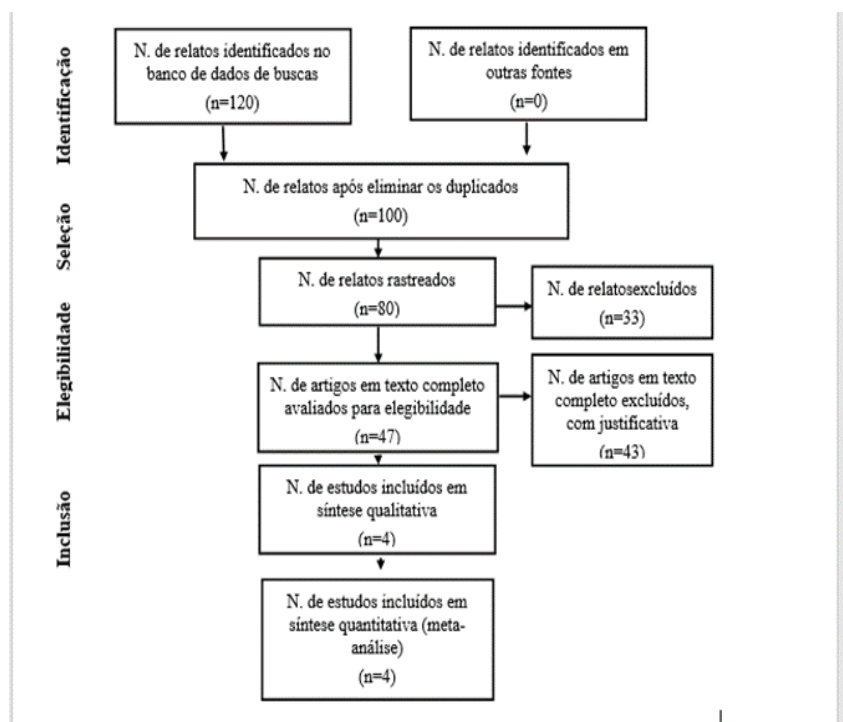 Identificação
N. de relatos identificados no
banco de dados de buscas
(n=120)
N. de relatos identificados em
outras fontes
(n=0)
Seleção
N. de relatos após eliminar os duplicados
(n=100)
N. de relatos rastreados
(n=80)
N. de relatosexcluídos
(n=33)
Elegibilidade
N. de artigos em texto completo
avaliados para elegibilidade
(n=47)
N. de artigos em texto
completo excluídos,
com justificativa
(n=43)
Inclusão
N. de estudos incluídos em
síntese qualitativa
(n=4)
N. de estudos incluídos em
síntese quantitativa (meta-
análise)
(n=4)